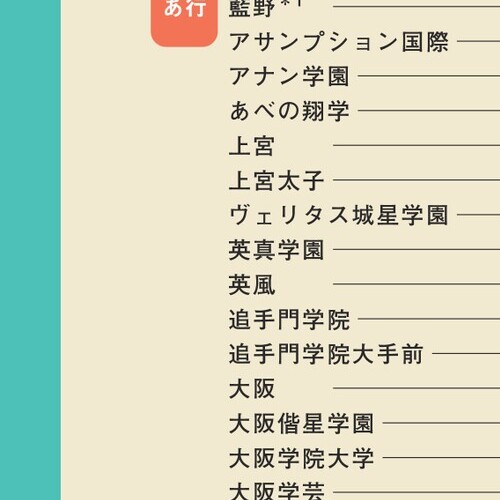 あ行
藍野*1
アサンプション国際
アナン学園
あべの翔学
上宮
上宮太子
ヴェリタス城星学園
英真学園
英風
追手門学院
追手門学院大手前
大阪
大阪偕星学園
大阪学院大学
大阪学芸